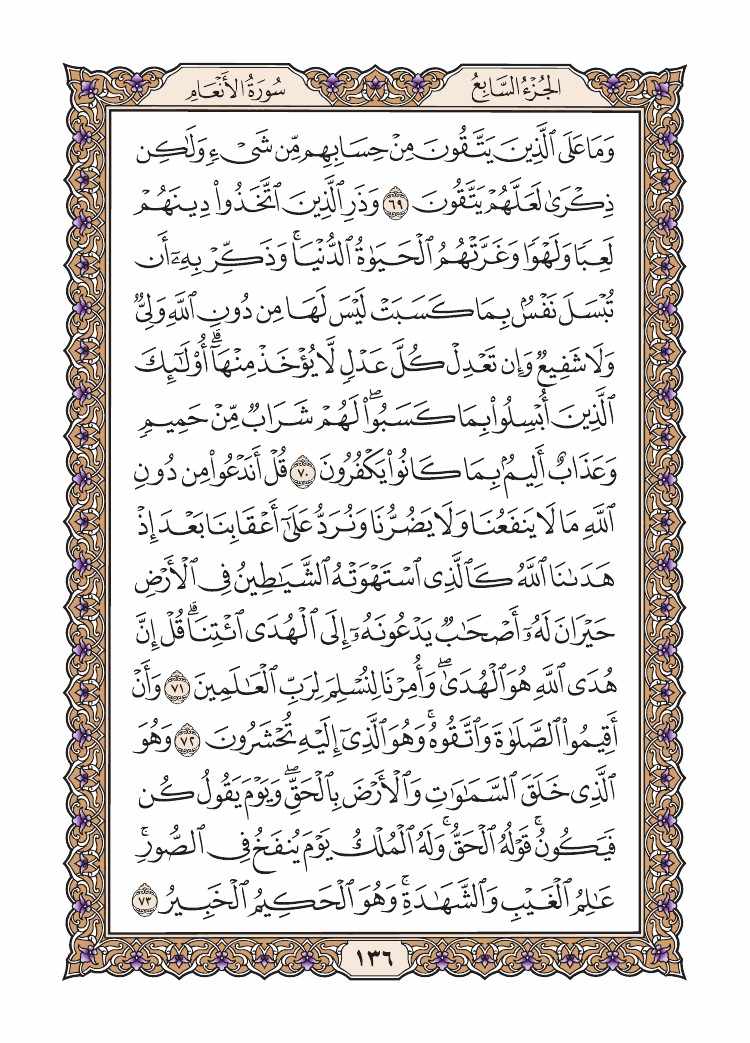 الجُزْءُ السَّابِعُ
سُورَةُ الأَنْعَامِ
وَمَا عَلَى ٱلَّذِينَ يَتَّقُونَ مِنْ حِسَابِهِم مِّن شَىْءٍ وَلَٰكِن
ذِكْرَىٰ لَعَلَّهُمْ يَتَّقُونَ ٦٩ وَذَرِ ٱلَّذِينَ ٱتَّخَذُوا۟ دِينَهُمْ
لَعِبًا وَلَهْوًا وَغَرَّتْهُمُ ٱلْحَيَوٰةُ ٱلدُّنْيَا ۚ وَذَكِّرْ بِهِۦٓ أَن
تُبْسَلَ نَفْسٌۢ بِمَا كَسَبَتْ لَيْسَ لَهَا مِن دُونِ ٱللَّهِ وَلِىٌّ
وَلَا شَفِيعٌ وَإِن تَعْدِلْ كُلَّ عَدْلٍ لَّا يُؤْخَذْ مِنْهَآ ۗ أُو۟لَٰٓئِكَ
ٱلَّذِينَ أُبْسِلُوا۟ بِمَا كَسَبُوا۟ ۖ لَهُمْ شَرَابٌ مِّنْ حَمِيمٍ
وَعَذَابٌ أَلِيمٌۢ بِمَا كَانُوا۟ يَكْفُرُونَ ٧٠ قُلْ أَنَدْعُوا۟ مِن دُونِ
ٱللَّهِ مَا لَا يَنفَعُنَا وَلَا يَضُرُّنَا وَنُرَدُّ عَلَىٰٓ أَعْقَابِنَا بَعْدَ إِذْ
هَدَىٰنَا ٱللَّهُ كَٱلَّذِى ٱسْتَهْوَتْهُ ٱلشَّيَٰطِينُ فِى ٱلْأَرْضِ
حَيْرَانَ لَهُۥٓ أَصْحَٰبٌ يَدْعُونَهُۥٓ إِلَى ٱلْهُدَى ٱئْتِنَا ۗ قُلْ إِنَّ
هُدَى ٱللَّهِ هُوَ ٱلْهُدَىٰ ۖ وَأُمِرْنَا لِنُسْلِمَ لِرَبِّ ٱلْعَٰلَمِينَ ٧١ وَأَنْ
أَقِيمُوا۟ ٱلصَّلَوٰةَ وَٱتَّقُوهُ ۚ وَهُوَ ٱلَّذِىٓ إِلَيْهِ تُحْشَرُونَ ٧٢ وَهُوَ
ٱلَّذِى خَلَقَ ٱلسَّمَٰوَٰتِ وَٱلْأَرْضَ بِٱلْحَقِّ ۖ وَيَوْمَ يَقُولُ كُن
فَيَكُونُ ۚ قَوْلُهُ ٱلْحَقُّ ۚ وَلَهُ ٱلْمُلْكُ يَوْمَ يُنفَخُ فِى ٱلصُّورِ ۚ
عَٰلِمُ ٱلْغَيْبِ وَٱلشَّهَٰدَةِ ۚ وَهُوَ ٱلْحَكِيمُ ٱلْخَبِيرُ ٧٣
١٣٦